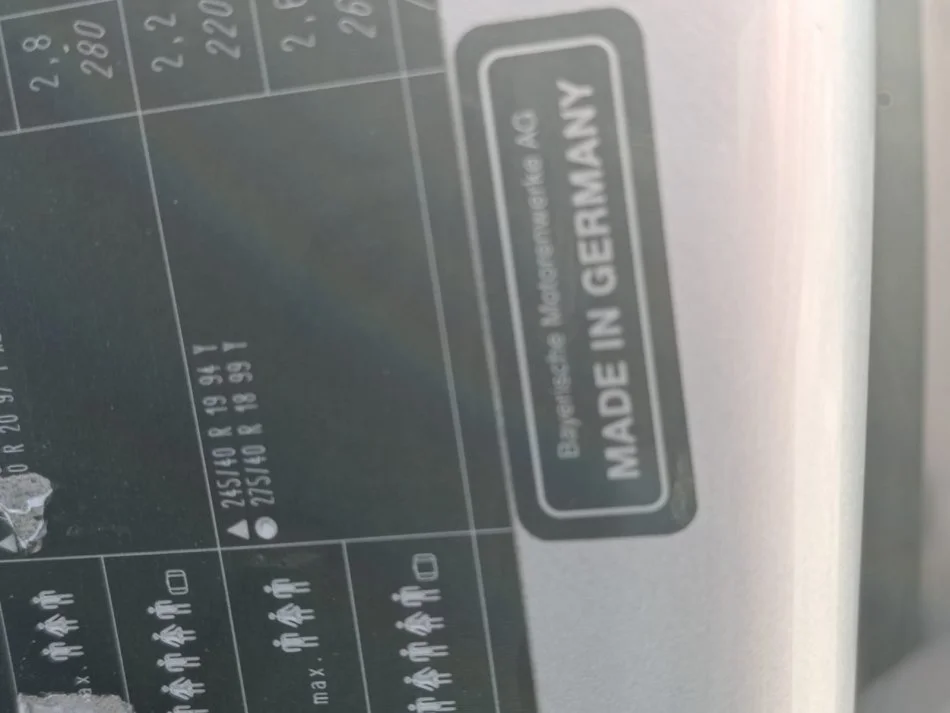 2,8
280
2,2
220
▲ 245/40 R 19 94 Y
● 275/40 R 18 99 Y
max.
Bayerische Motorenwerke AG
MADE IN GERMANY